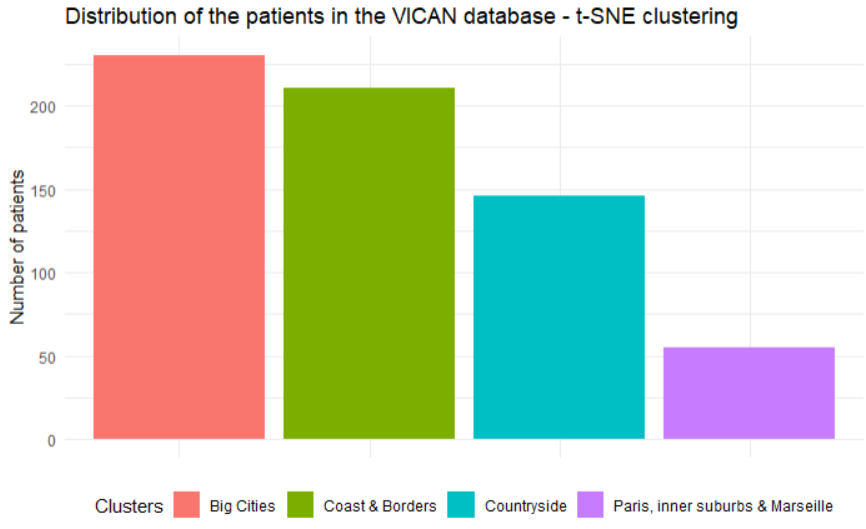 Distribution of the patients in the VICAN database - t-SNE clustering
Number of patients
200
150
100
50
0
Clusters Big Cities Coast & Borders Countryside Paris, inner suburbs & Marseille